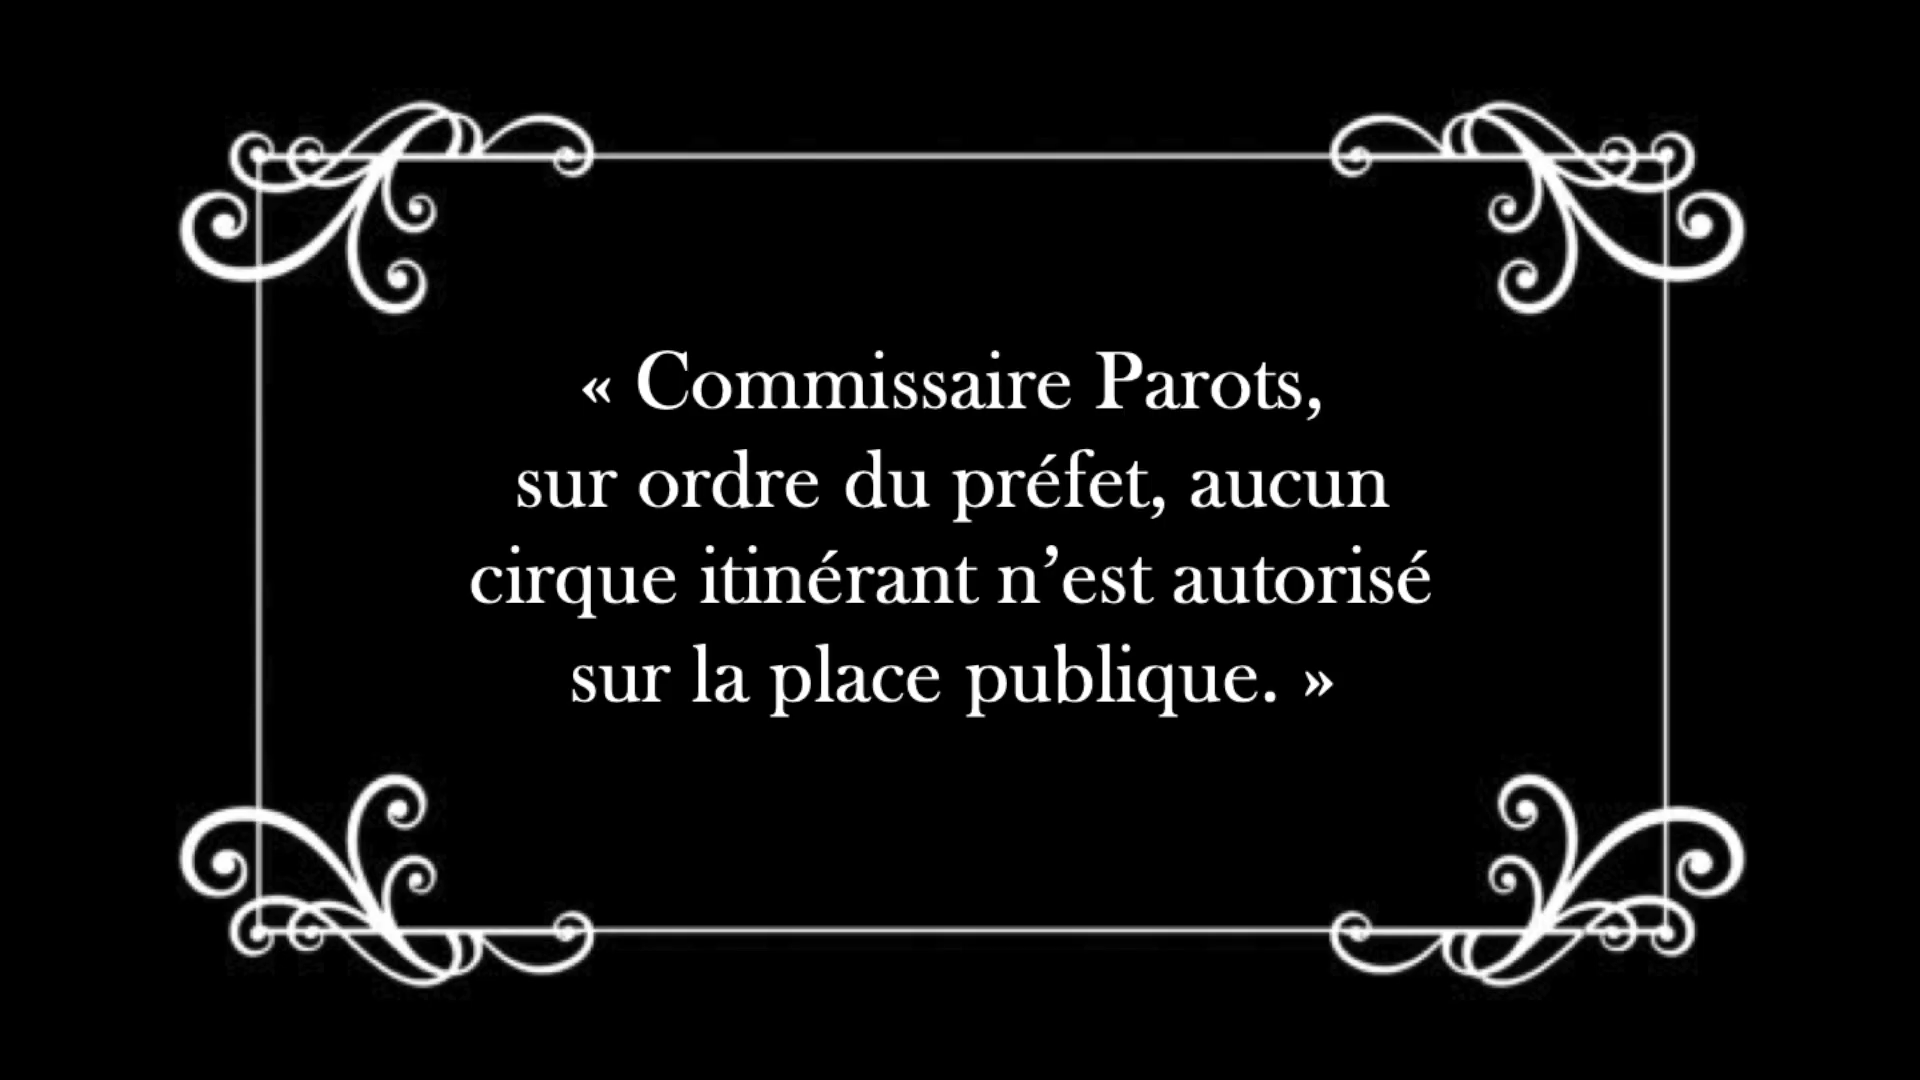 « Commissaire Parots,
sur ordre du préfet, aucun
cirque itinérant n’est autorisé
sur la place publique. »